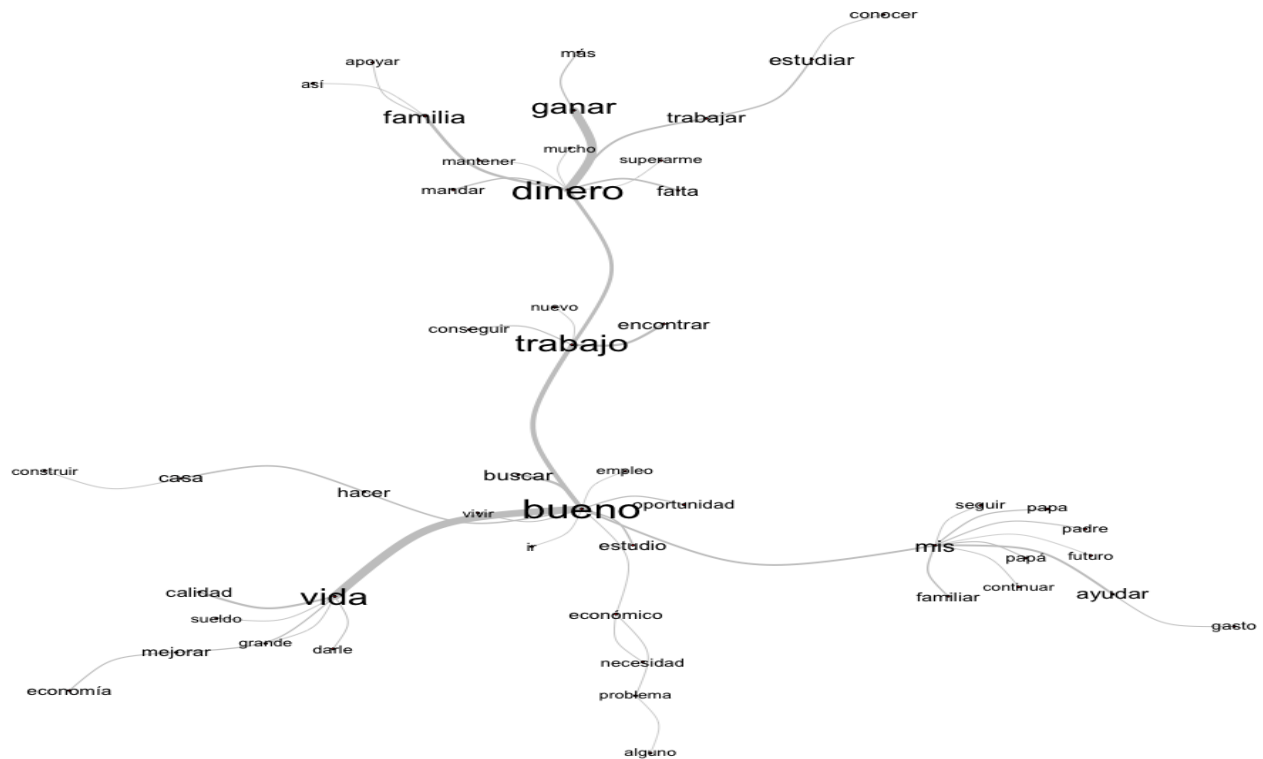 conocer
más
estudiar
apoyar
así
ganar
familia
trabajar
mucho
mantener
superarme
mandar
dinero
falta
nuevo
conseguir
encontrar
trabajo
construir
casa
buscar
empleo
hacer
vivir
bueno
oportunidad
ir
estudio
seguir
papa
padre
mis
papá
futuro
continuar
familiar
ayudar
gasto
calidad
vida
sueldo
grande
darle
mejorar
economía
económico
necesidad
problema
alguno